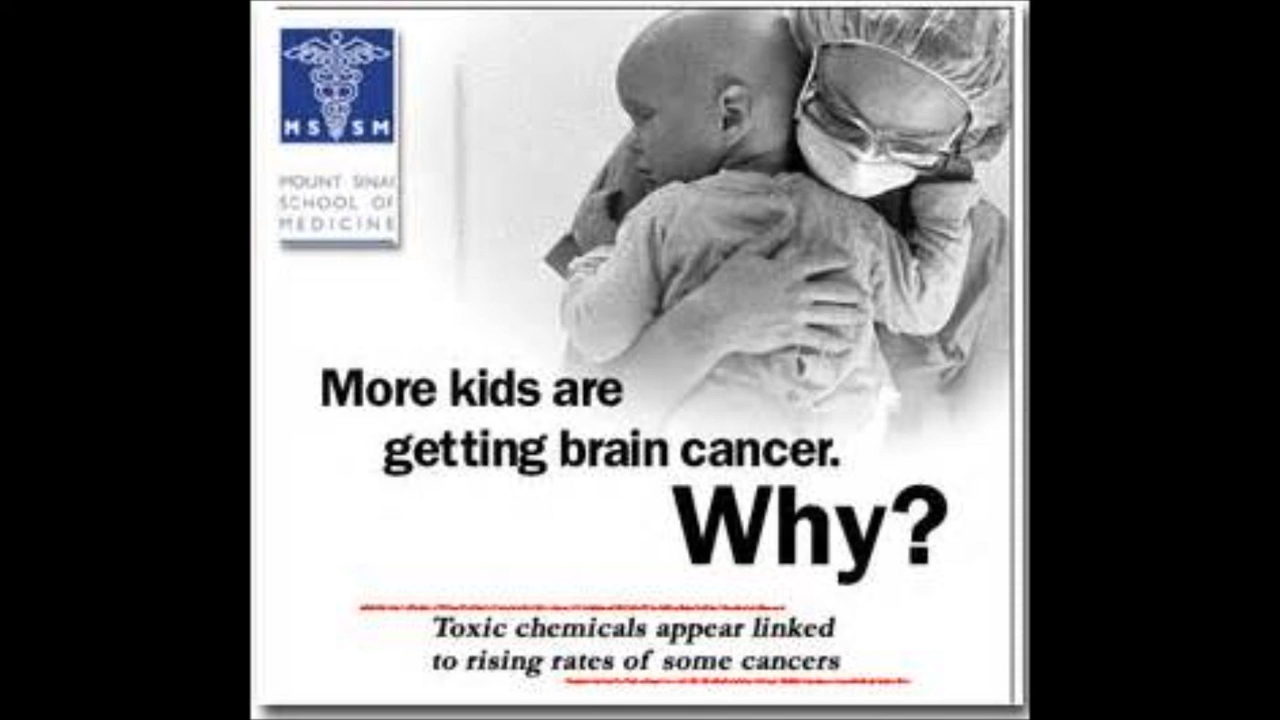 MS SM
MOUNT SINAI
SCHOOL OF
MEDICINE
More kids are
getting brain cancer.
Why?
Toxic chemicals appear linked
to rising rates of some cancers